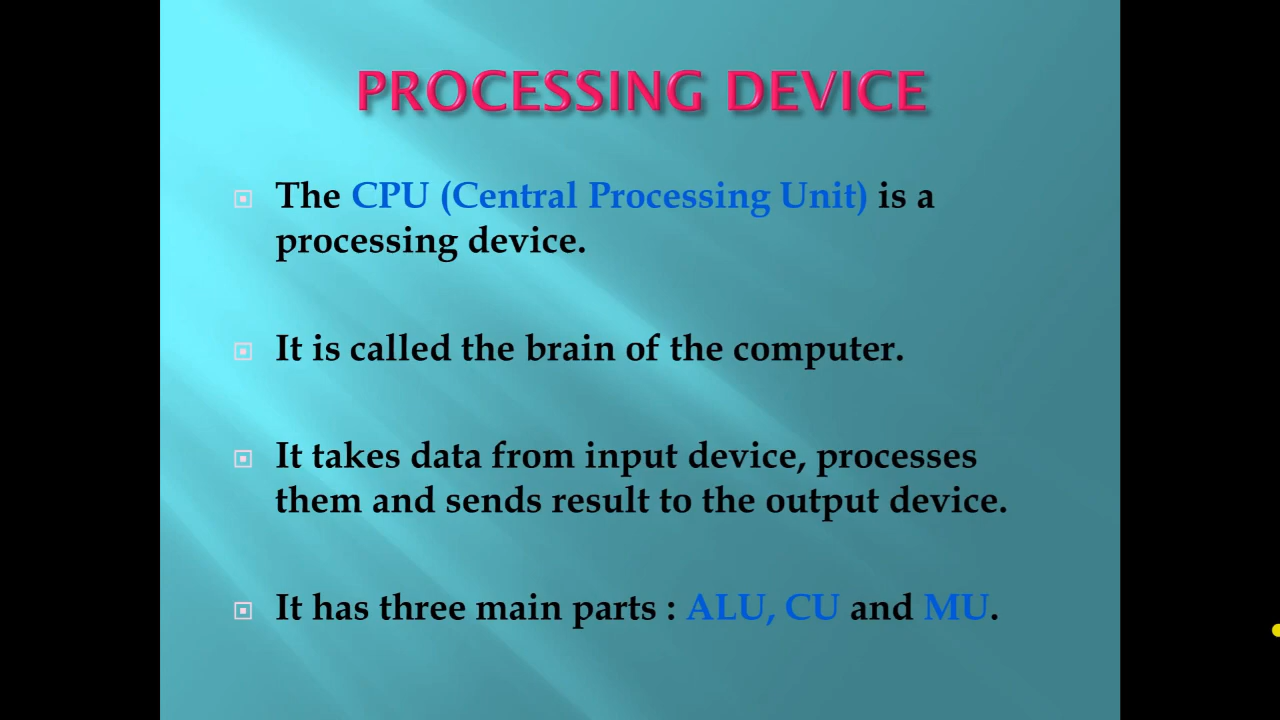 PROCESSING DEVICE
The CPU (Central Processing Unit) is a
processing device.
It is called the brain of the computer.
It takes data from input device, processes
them and sends result to the output device.
It has three main parts : ALU, CU and MU.